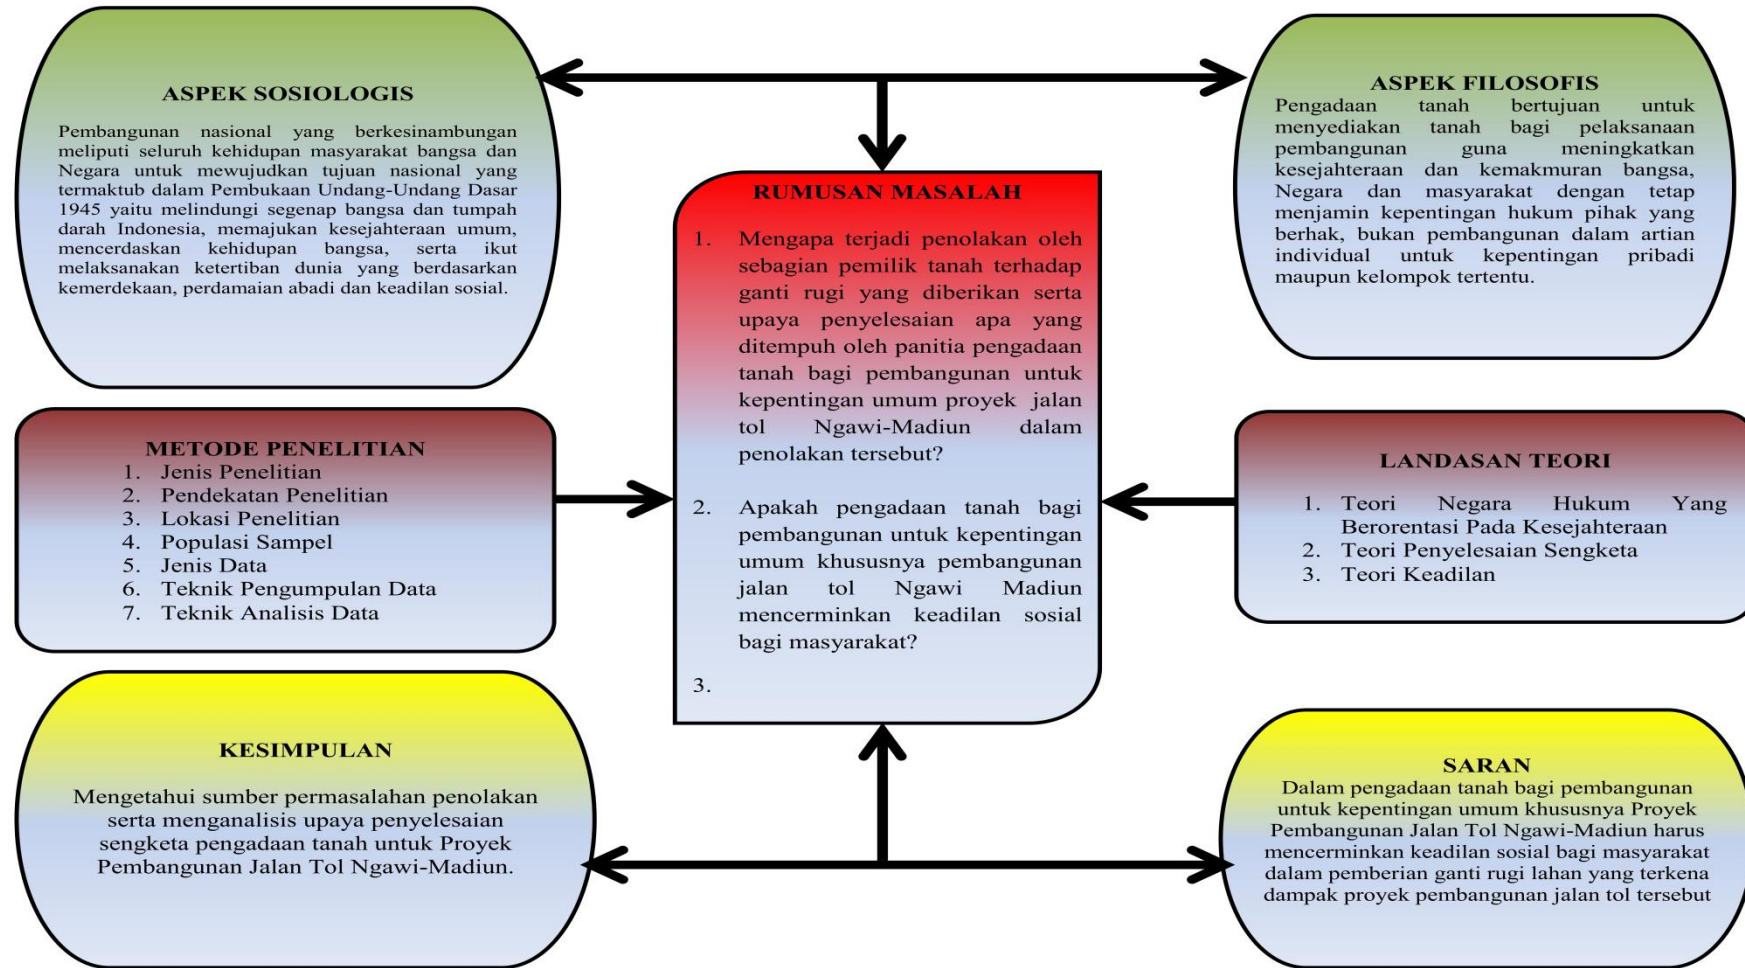 ASPEK SOSIOLOGIS
Pembangunan nasional yang berkesinambungan
meliputi seluruh kehidupan masyarakat bangsa dan
Negara untuk mewujudkan tujuan nasional yang
termaktub dalam Pembukaan Undang-Undang Dasar
1945 yaitu melindungi segenap bangsa dan tumpah
darah Indonesia, memajukan kesejahteraan umum,
mencerdaskan kehidupan bangsa, serta ikut
melaksanakan ketertiban dunia yang berdasarkan
kemerdekaan, perdamaian abadi dan keadilan sosial.
ASPEK FILOSOFIS
Pengadaan tanah bertujuan untuk
menyediakan tanah bagi pelaksanaan
pembangunan guna meningkatkan
kesejahteraan dan kemakmuran bangsa,
Negara dan masyarakat dengan tetap
menjamin kepentingan hukum pihak yang
berhak, bukan pembangunan dalam artian
individual untuk kepentingan pribadi
maupun kelompok tertentu.
RUMUSAN MASALAH
1. Mengapa terjadi penolakan oleh
sebagian pemilik tanah terhadap
ganti rugi yang diberikan serta
upaya penyelesaian apa yang
ditempuh oleh panitia pengadaan
tanah bagi pembangunan untuk
kepentingan umum proyek jalan
tol Ngawi-Madiun dalam
penolakan tersebut?
2. Apakah pengadaan tanah bagi
pembangunan untuk kepentingan
umum khususnya pembangunan
jalan tol Ngawi Madiun
mencerminkan keadilan sosial
bagi masyarakat?
3.
METODE PENELITIAN
1. Jenis Penelitian
2. Pendekatan Penelitian
3. Lokasi Penelitian
4. Populasi Sampel
5. Jenis Data
6. Teknik Pengumpulan Data
7. Teknik Analisis Data
LANDASAN TEORI
1. Teori Negara Hukum Yang
Berorentasi Pada Kesejahteraan
2. Teori Penyelesaian Sengketa
3. Teori Keadilan
KESIMPULAN
Mengetahui sumber permasalahan penolakan
serta menganalisis upaya penyelesaian
sengketa pengadaan tanah untuk Proyek
Pembangunan Jalan Tol Ngawi-Madiun.
SARAN
Dalam pengadaan tanah bagi pembangunan
untuk kepentingan umum khususnya Proyek
Pembangunan Jalan Tol Ngawi-Madiun harus
mencerminkan keadilan sosial bagi masyarakat
dalam pemberian ganti rugi lahan yang terkena
dampak proyek pembangunan jalan tol tersebut